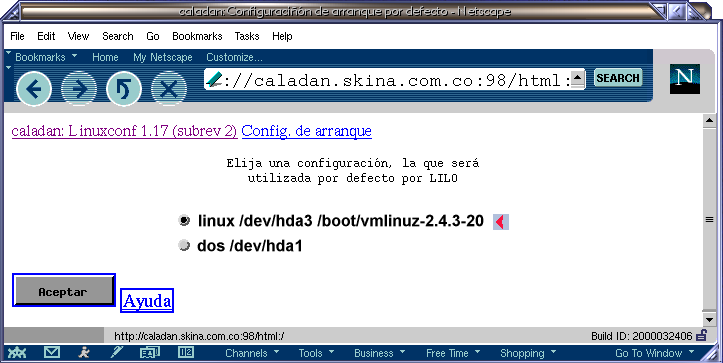 caladan: Configuradiñón de arranque por defecto - Netscape
File Edit View Search Go Bookmarks Tasks Help
Bookmarks Home My Netscape Customize...
://caladan.skina.com.co:98/html:
SEARCH
N
caladan: Linuxconf 1.17 (subrev 2) Config. de arranque
Elija una configuración, la que será
utilizada por defecto por LILO
linux /dev/hda3 /boot/vmlinuz-2.4.3-20
dos /dev/hda1
Aceptar
Ayuda
http://caladan.skina.com.co:98/html:/ Build ID: 2000032406
Channels Tools Business Free Time Shopping Go To Window